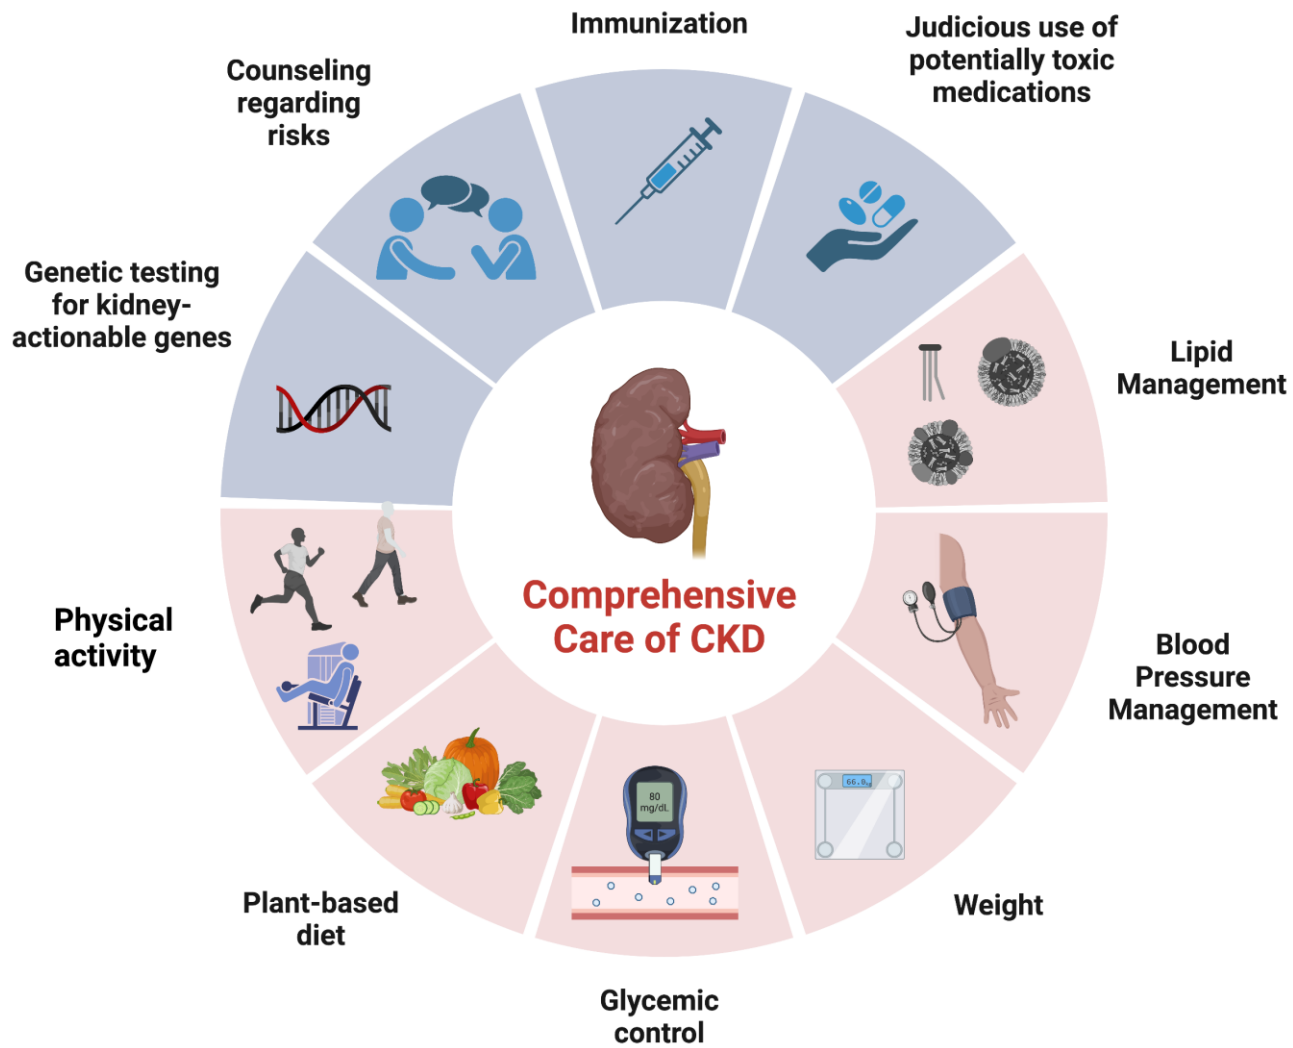 Immunization
Judicious use of
potentially toxic
medications
Counseling
regarding
risks
Genetic testing
for kidney-
actionable genes
Lipid
Management
Comprehensive
Care of CKD
Physical
activity
Blood
Pressure
Management
66.0kg
80
mg/dL
Plant-based
diet
Weight
Glycemic
control